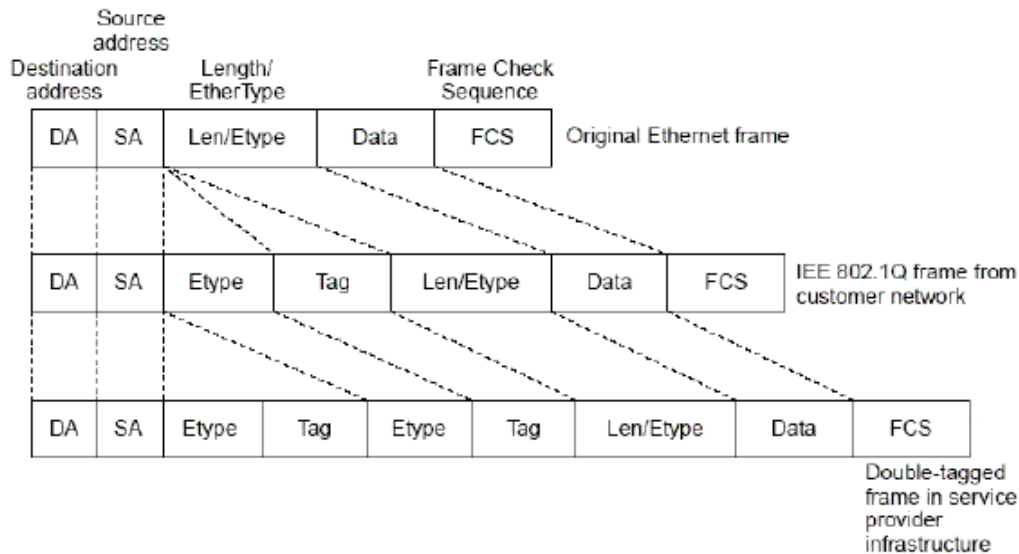 Source
address
Destination
address
Length/
EtherType
Frame Check
Sequence
DA SA Len/Etype Data FCS
Original Ethernet frame
DA SA Etype Tag Len/Etype Data FCS
IEE 802.1Q frame from
customer network
DA SA Etype Tag Etype Tag Len/Etype Data FCS
Double-tagged
frame in service
provider
infrastructure